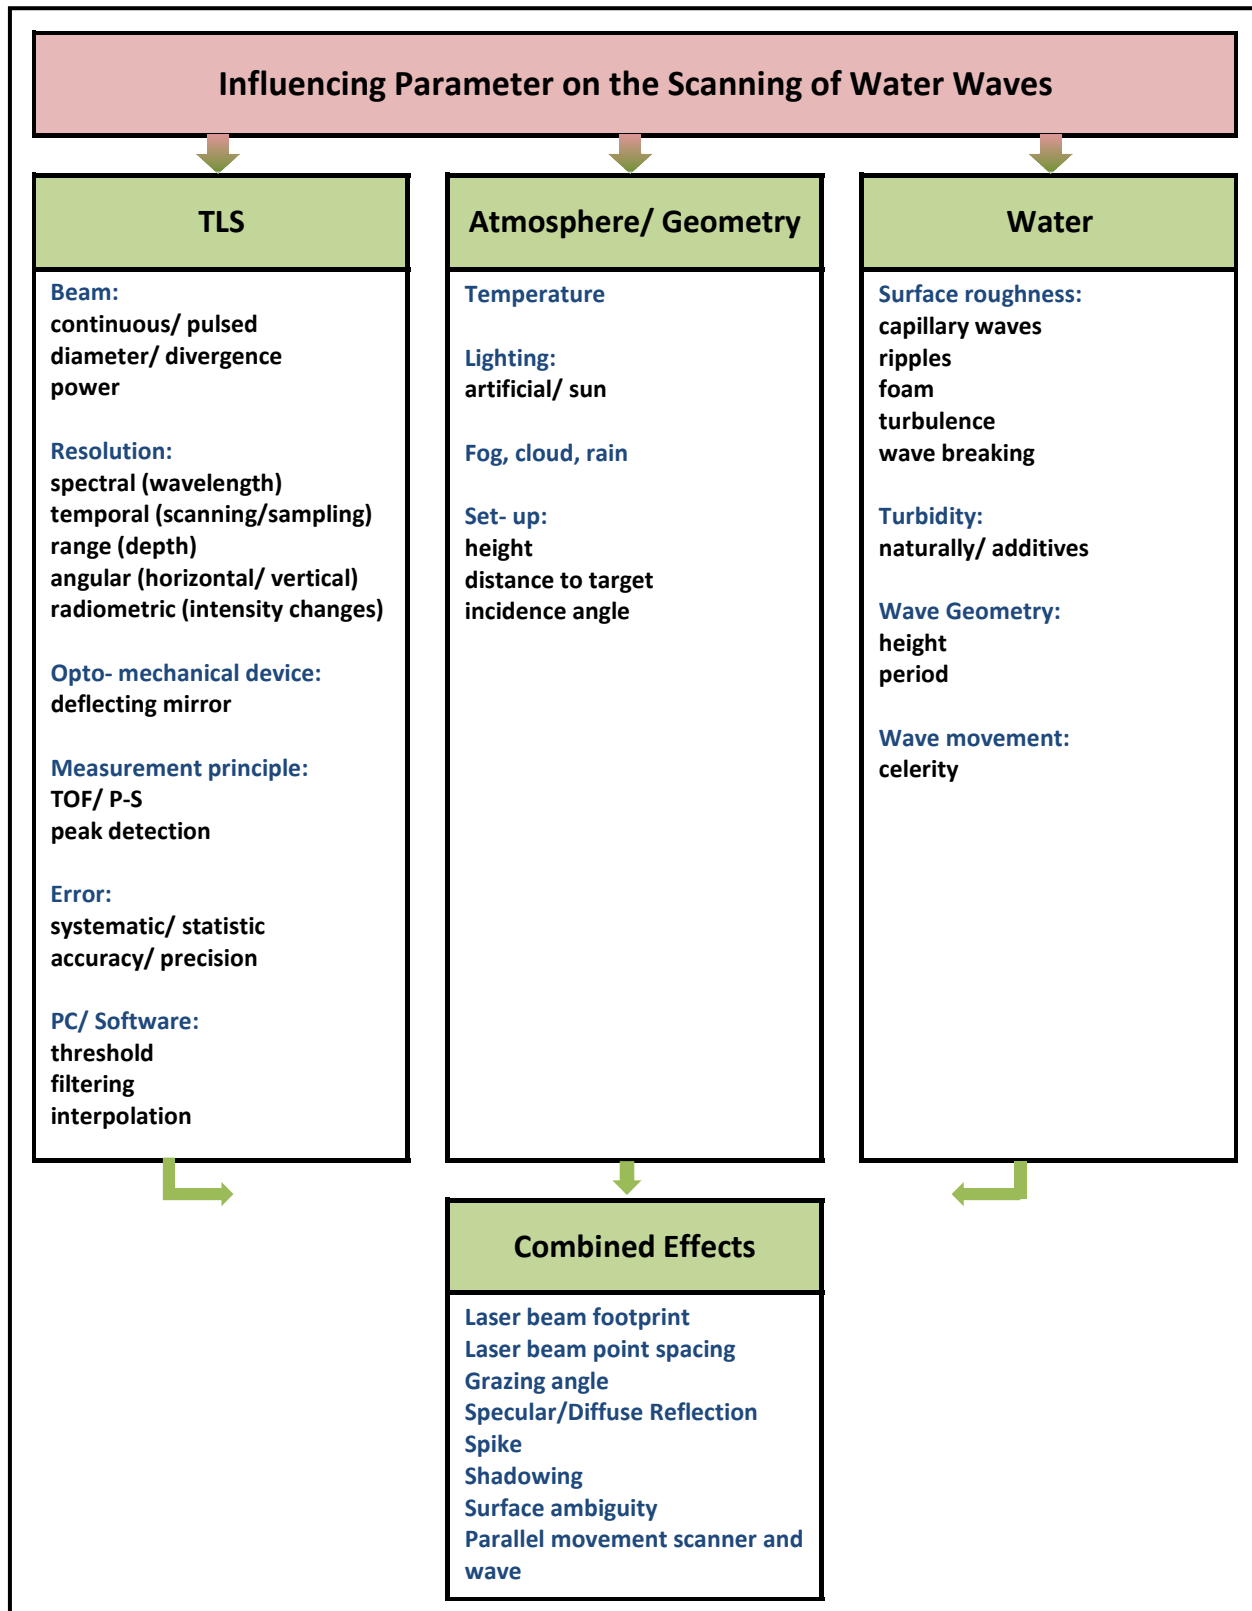 Influencing Parameter on the Scanning of Water Waves
TLS
Beam:
continuous/ pulsed
diameter/ divergence
power
Resolution:
spectral (wavelength)
temporal (scanning/sampling)
range (depth)
angular (horizontal/ vertical)
radiometric (intensity changes)
Opto- mechanical device:
deflecting mirror
Measurement principle:
TOF/ P-S
peak detection
Error:
systematic/ statistic
accuracy/ precision
PC/ Software:
threshold
filtering
interpolation
Atmosphere/ Geometry
Temperature
Lighting:
artificial/ sun
Fog, cloud, rain
Set- up:
height
distance to target
incidence angle
Water
Surface roughness:
capillary waves
ripples
foam
turbulence
wave breaking
Turbidity:
naturally/ additives
Wave Geometry:
height
period
Wave movement:
celerity
Combined Effects
Laser beam footprint
Laser beam point spacing
Grazing angle
Specular/Diffuse Reflection
Spike
Shadowing
Surface ambiguity
Parallel movement scanner and
wave